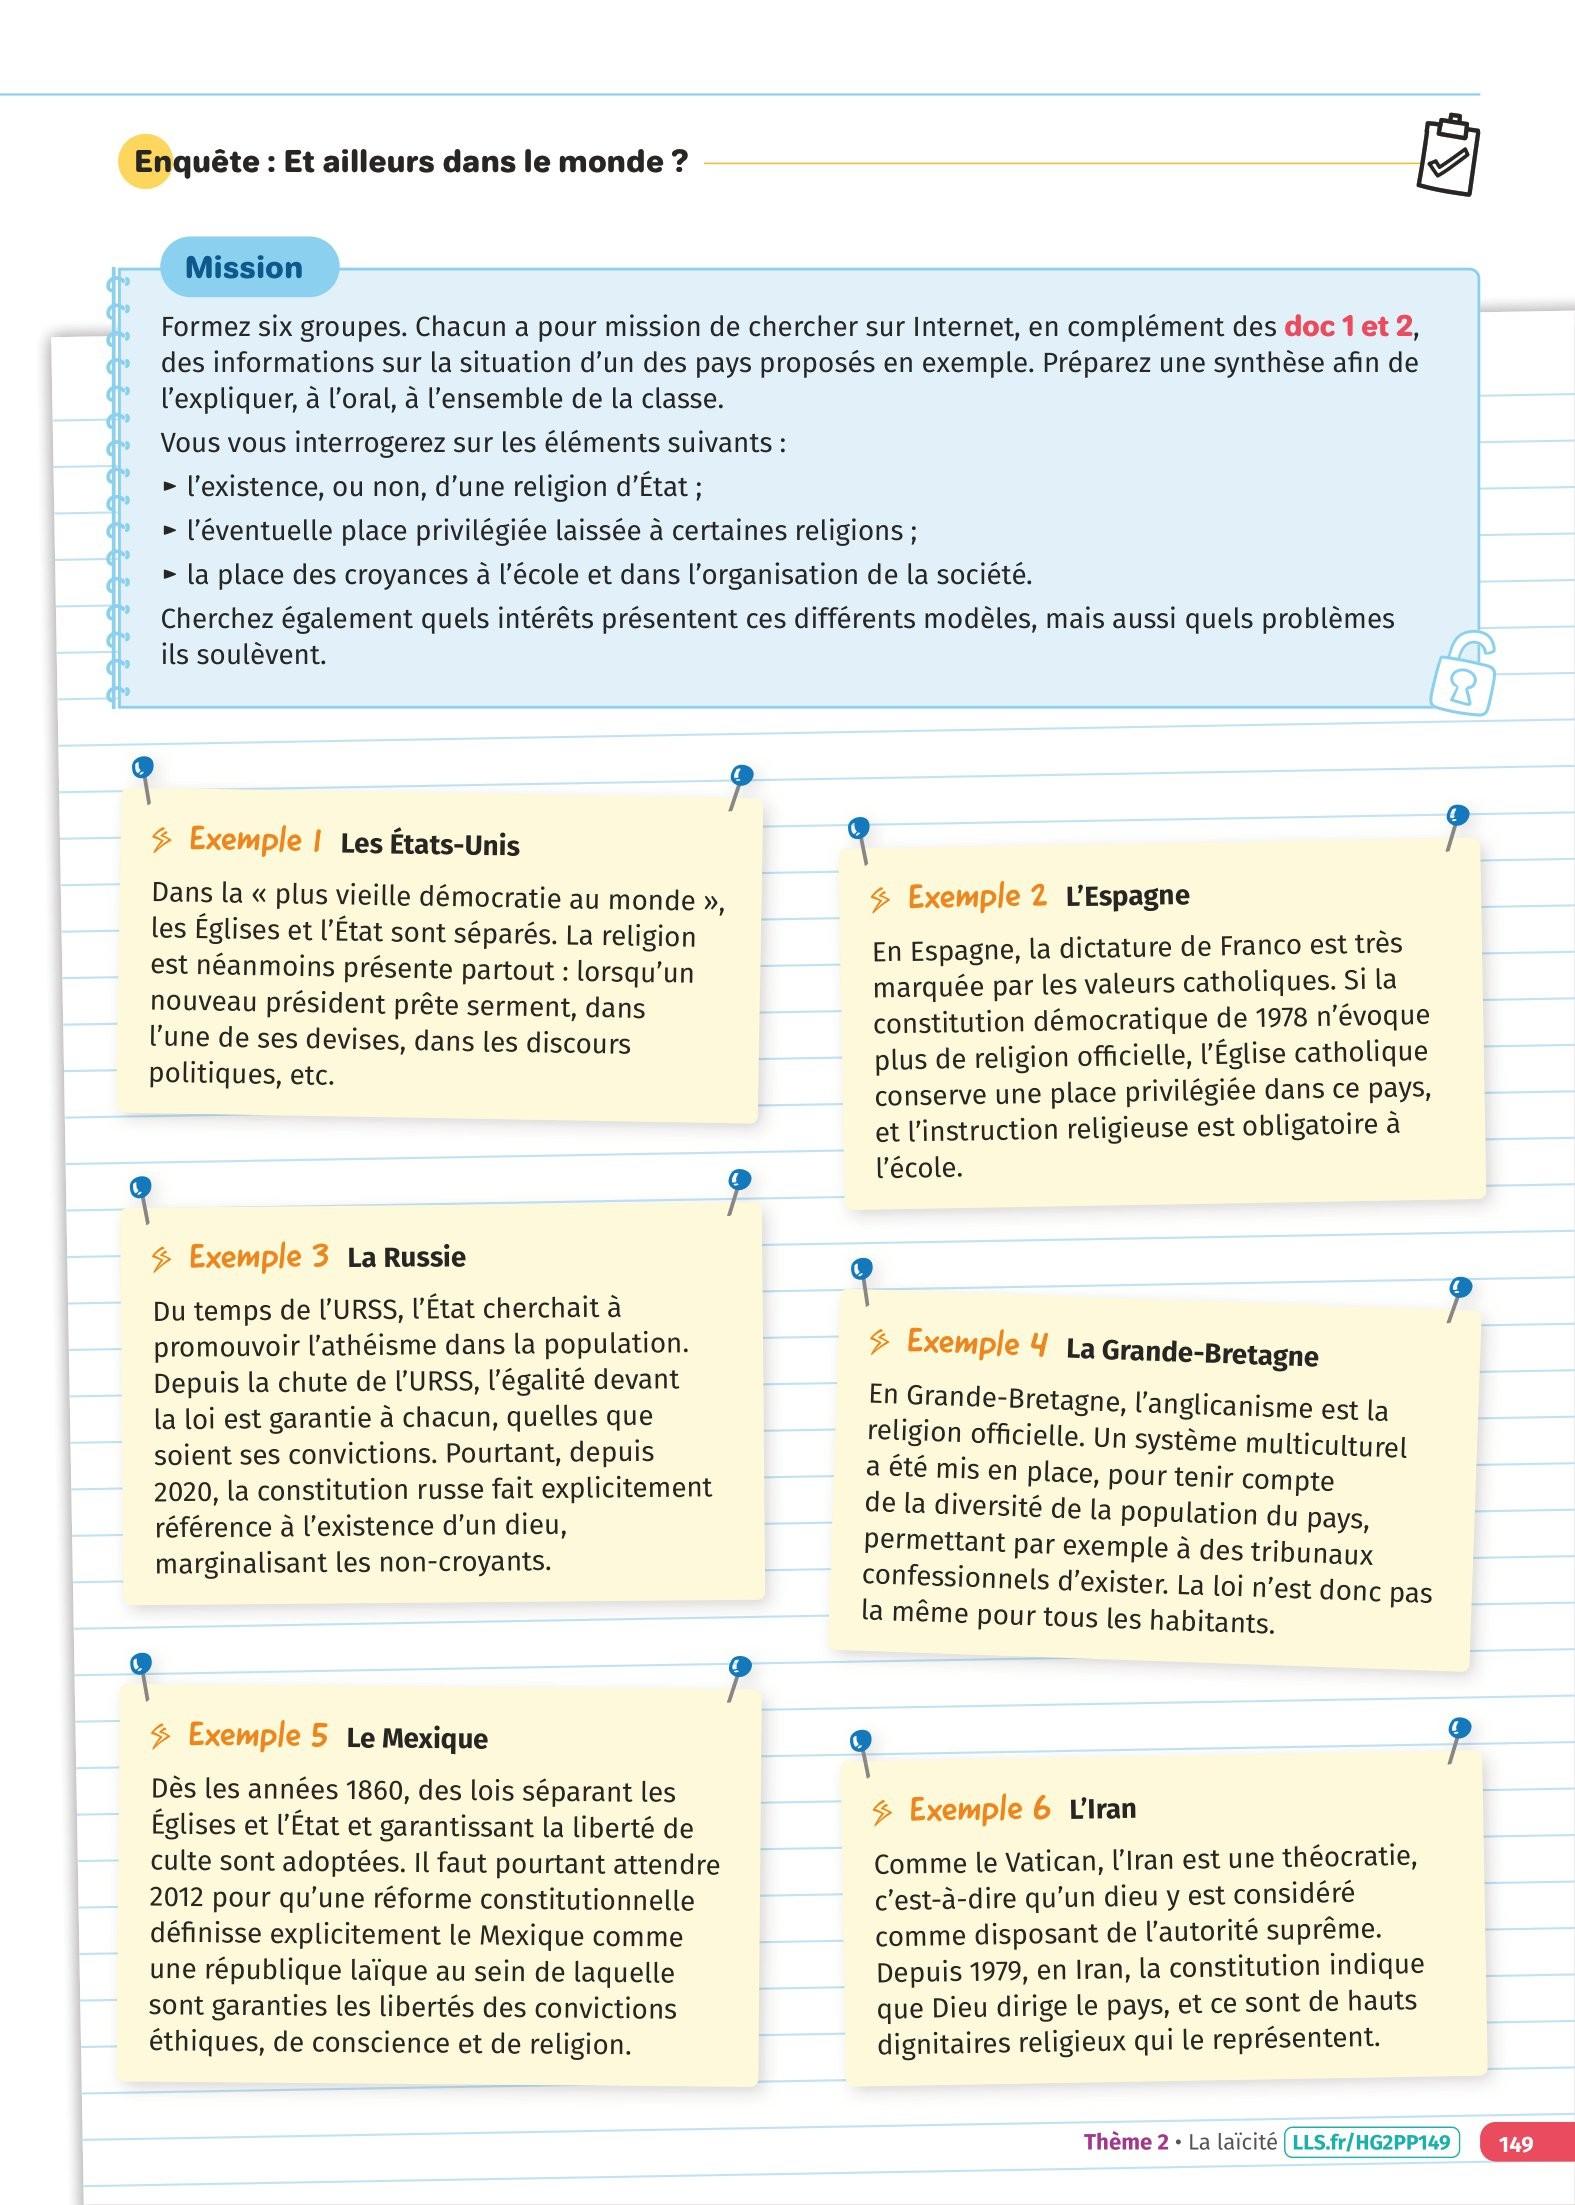 Enquête : Et ailleurs dans le monde ?
Mission
Formez six groupes. Chacun a pour mission de chercher sur Internet, en complément des doc 1 et 2,
des informations sur la situation d’un des pays proposés en exemple. Préparez une synthèse afin de
l’expliquer, à l’oral, à l’ensemble de la classe.
Vous vous interrogerez sur les éléments suivants :
► l’existence, ou non, d’une religion d’État ;
► l’éventuelle place privilégiée laissée à certaines religions ;
► la place des croyances à l’école et dans l’organisation de la société.
Cherchez également quels intérêts présentent ces différents modèles, mais aussi quels problèmes
ils soulèvent.
Exemple 1 Les États-Unis
Dans la « plus vieille démocratie au monde »,
les Églises et l’État sont séparés. La religion
est néanmoins présente partout : lorsqu’un
nouveau président prête serment, dans
l’une de ses devises, dans les discours
politiques, etc.
Exemple 2 L’Espagne
En Espagne, la dictature de Franco est très
marquée par les valeurs catholiques. Si la
constitution démocratique de 1978 n’évoque
plus de religion officielle, l’Église catholique
conserve une place privilégiée dans ce pays,
et l’instruction religieuse est obligatoire à
l’école.
Exemple 3 La Russie
Du temps de l’URSS, l’État cherchait à
promouvoir l’athéisme dans la population.
Depuis la chute de l’URSS, l’égalité devant
la loi est garantie à chacun, quelles que
soient ses convictions. Pourtant, depuis
2020, la constitution russe fait explicitement
référence à l’existence d’un dieu,
marginalisant les non-croyants.
Exemple 4 La Grande-Bretagne
En Grande-Bretagne, l’anglicanisme est la
religion officielle. Un système multiculturel
a été mis en place, pour tenir compte
de la diversité de la population du pays,
permettant par exemple à des tribunaux
confessionnels d’exister. La loi n’est donc pas
la même pour tous les habitants.
Exemple 5 Le Mexique
Dès les années 1860, des lois séparant les
Églises et l’État et garantissant la liberté de
culte sont adoptées. Il faut pourtant attendre
2012 pour qu’une réforme constitutionnelle
définisse explicitement le Mexique comme
une république laïque au sein de laquelle
sont garanties les libertés des convictions
éthiques, de conscience et de religion.
Exemple 6 L’Iran
Comme le Vatican, l’Iran est une théocratie,
c’est-à-dire qu’un dieu y est considéré
comme disposant de l’autorité suprême.
Depuis 1979, en Iran, la constitution indique
que Dieu dirige le pays, et ce sont de hauts
dignitaires religieux qui le représentent.
Thème 2 • La laïcité LLS.fr/HG2PP149 149